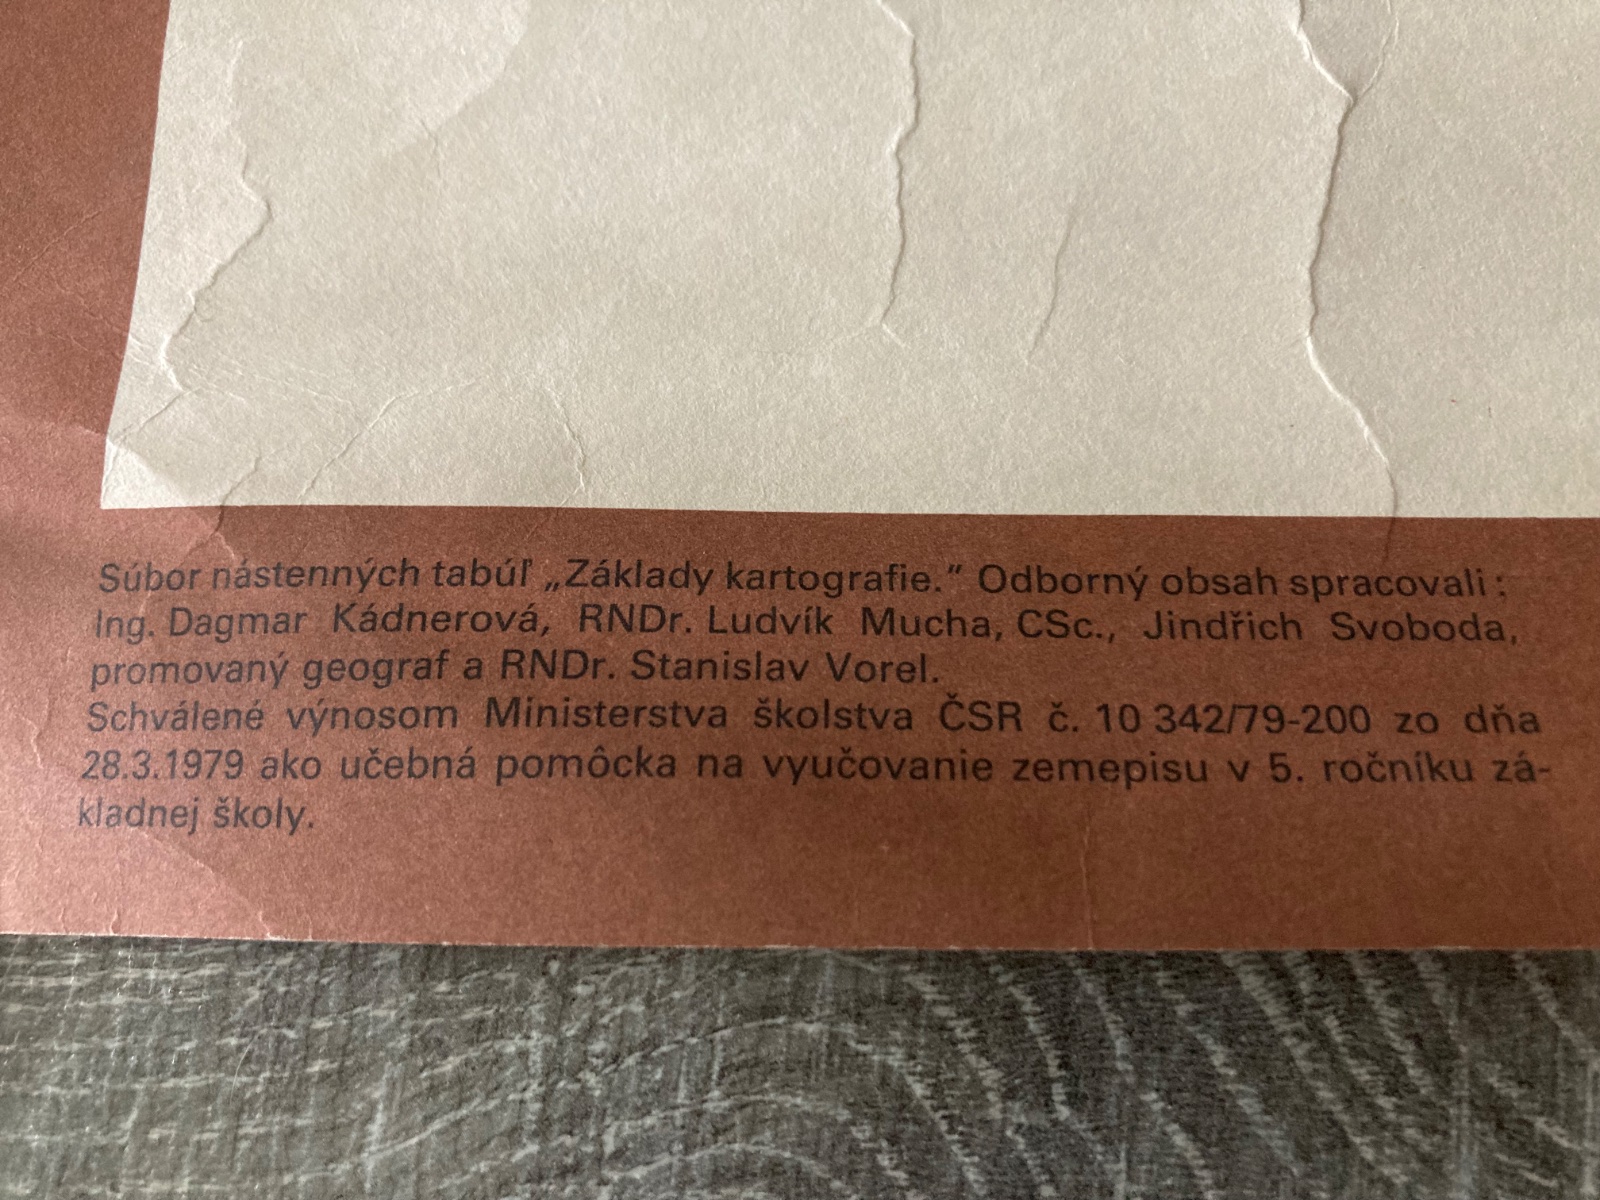 Súbor nástenných tabúľ „Základy kartografie.“ Odborný obsah spracovali:
Ing. Dagmar Kádnerová, RNDr. Ludvík Mucha, CSc., Jindřich Svoboda,
promovaný geograf a RNDr. Stanislav Vorel.
Schválené výnosom Ministerstva školstva ČSR č. 10 342/79-200 zo dňa
28.3.1979 ako učebná pomôcka na vyučovanie zemepisu v 5. ročníku zá-
kladnej školy.